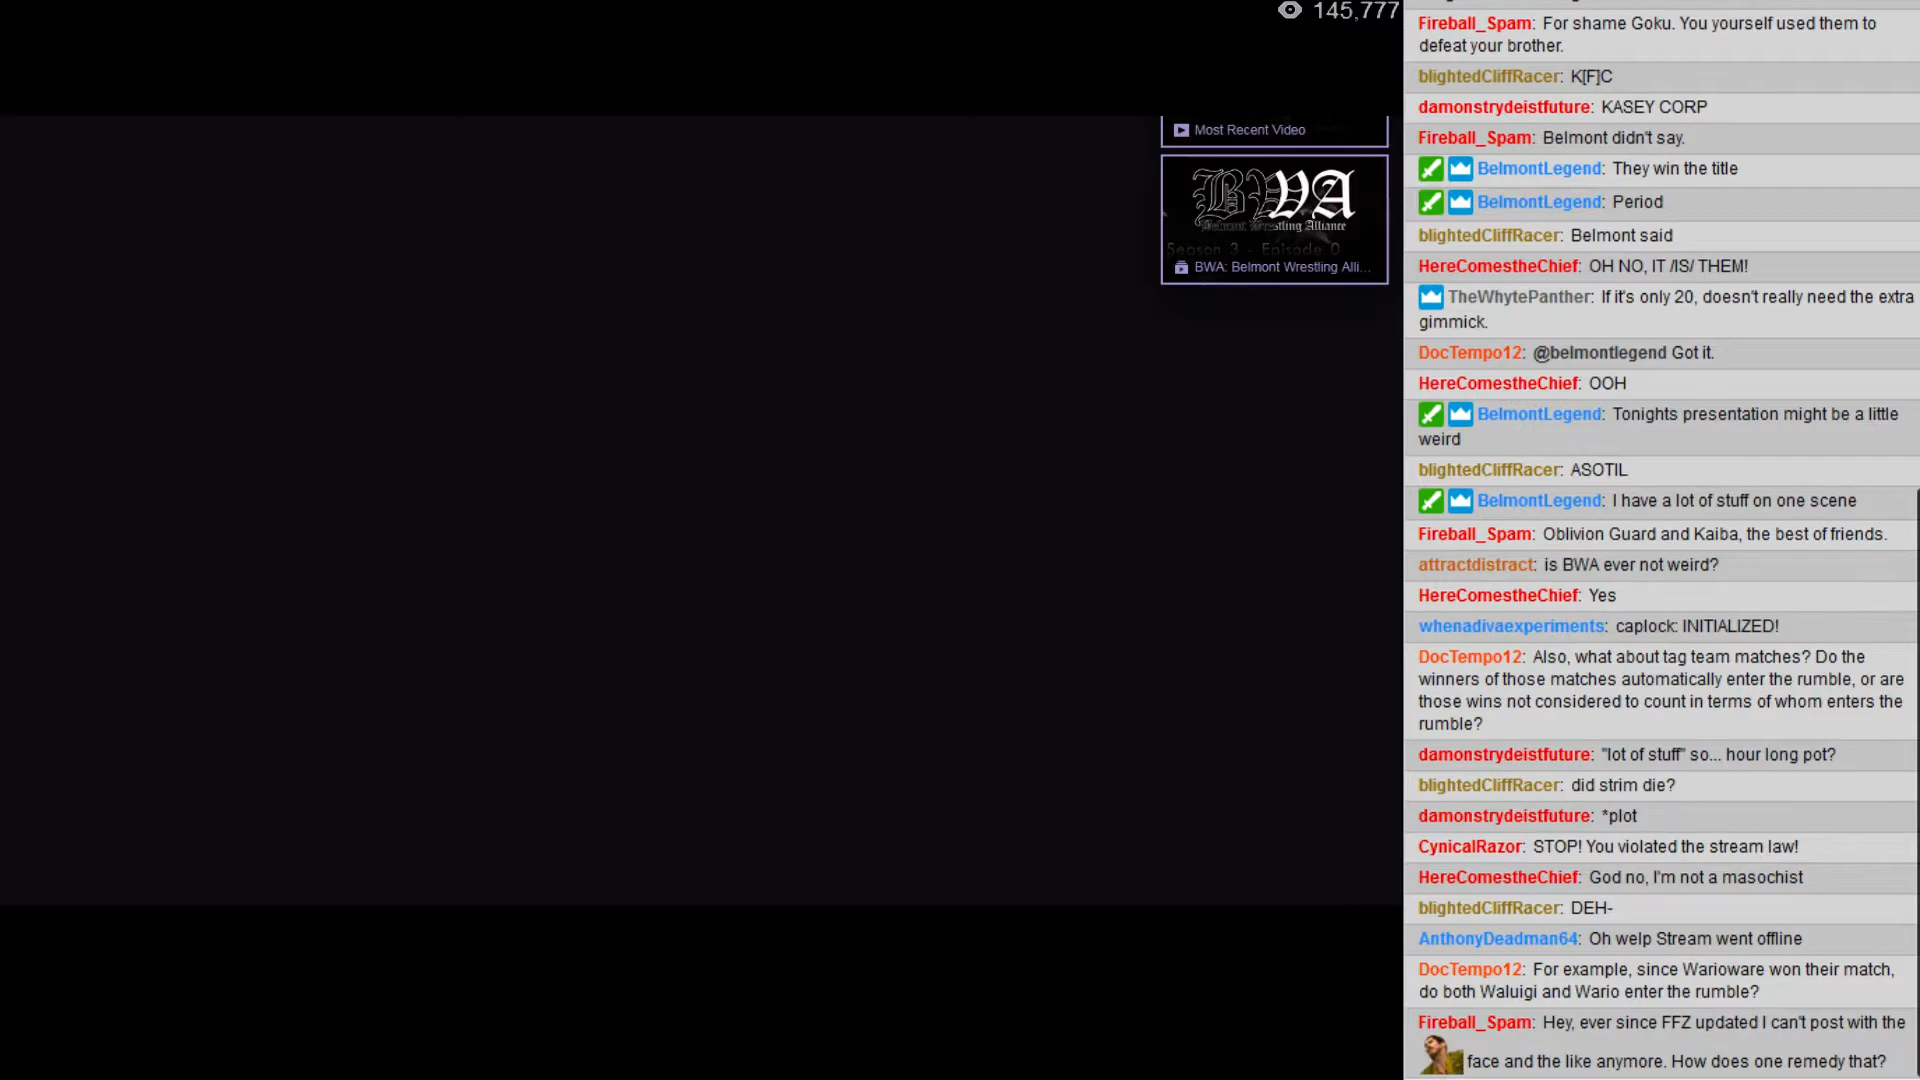 145,777
Most Recent Video
BWA
Belmont Wrestling Alliance
Season 3 - Episode 0
BWA: Belmont Wrestling Alli...
Fireball_Spam: For shame Goku. You yourself used them to
defeat your brother.
blightedCliffRacer: K[F]C
damonstrydeistfuture: KASEY CORP
Fireball_Spam: Belmont didn't say.
BelmontLegend: They win the title
BelmontLegend: Period
blightedCliffRacer: Belmont said
HereComestheChief: OH NO, IT /IS/ THEM!
TheWhytePanther: If it's only 20, doesn't really need the extra
gimmick.
DocTempo12: @belmontlegend Got it.
HereComestheChief: OOH
BelmontLegend: Tonights presentation might be a little
weird
blightedCliffRacer: ASOTIL
BelmontLegend: I have a lot of stuff on one scene
Fireball_Spam: Oblivion Guard and Kaiba, the best of friends.
attractdistract: is BWA ever not weird?
HereComestheChief: Yes
whenadivaexperiments: caplock: INITIALIZED!
DocTempo12: Also, what about tag team matches? Do the
winners of those matches automatically enter the rumble, or are
those wins not considered to count in terms of whom enters the
rumble?
damonstrydeistfuture: "lot of stuff" so... hour long pot?
blightedCliffRacer: did strim die?
damonstrydeistfuture: *plot
CynicalRazor: STOP! You violated the stream law!
HereComestheChief: God no, I'm not a masochist
blightedCliffRacer: DEH-
AnthonyDeadman64: Oh welp Stream went offline
DocTempo12: For example, since Warioware won their match,
do both Waluigi and Wario enter the rumble?
Fireball_Spam: Hey, ever since FFZ updated I can't post with the
face and the like anymore. How does one remedy that?